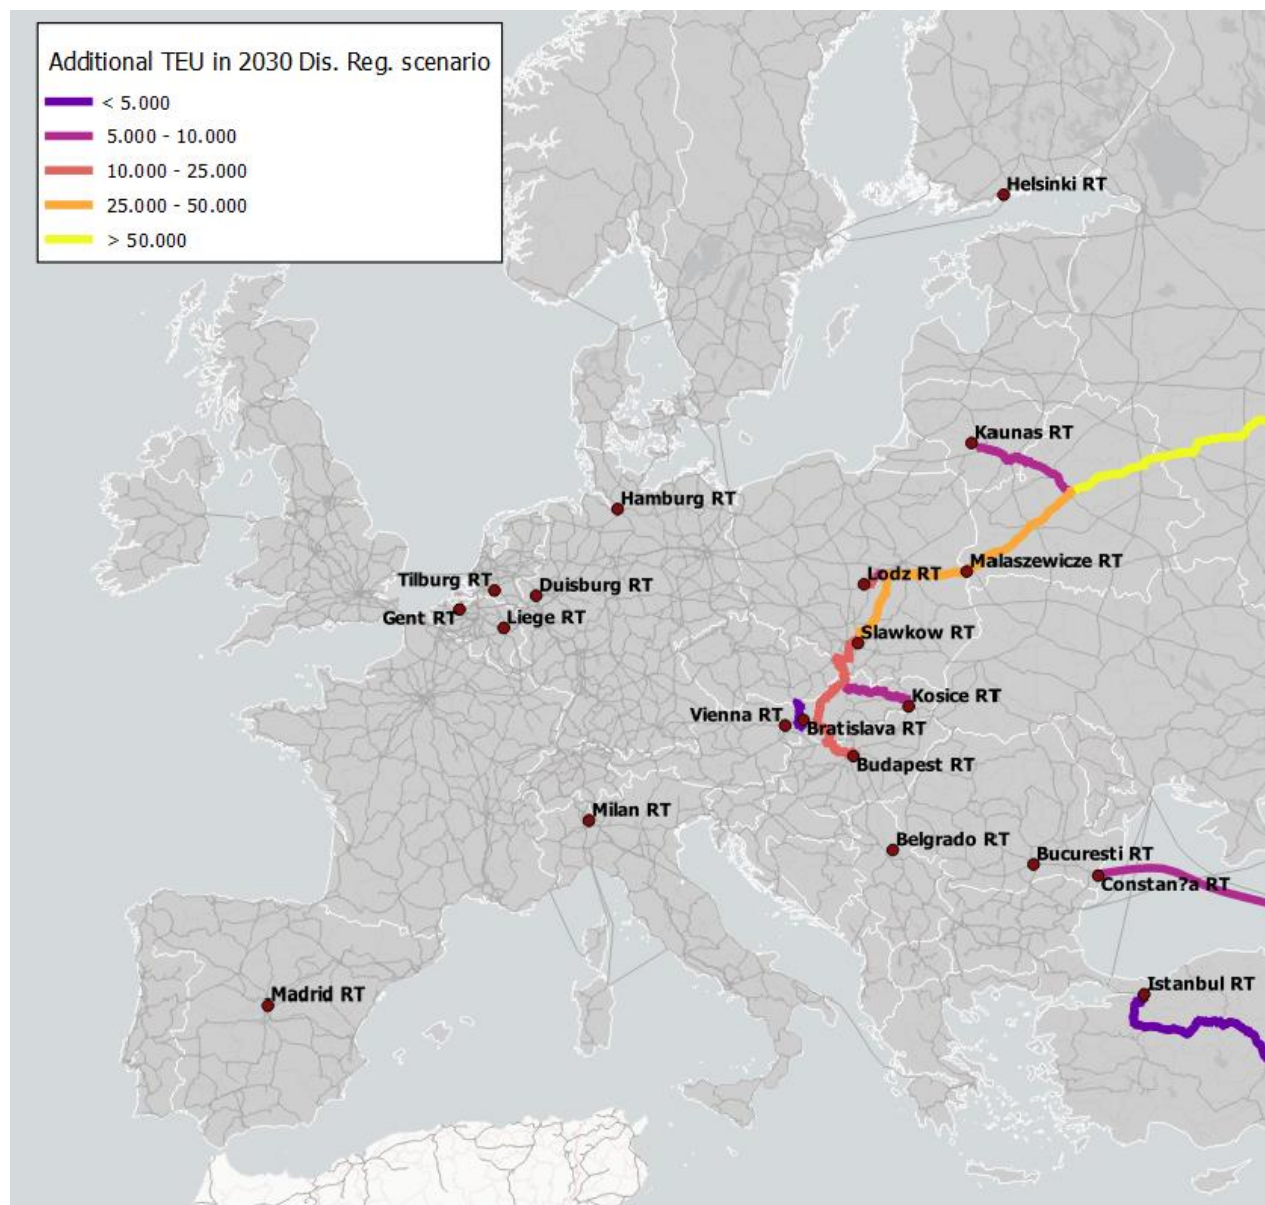 Additional TEU in 2030 Dis. Reg. scenario
< 5.000
5.000 - 10.000
10.000 - 25.000
25.000 - 50.000
> 50.000
Helsinki RT
Kaunas RT
Hamburg RT
Malaszewicze RT
Lodz RT
Tilburg RT
Duisburg RT
Gent RT
Liege RT
Slawkow RT
Kosice RT
Vienna RT
Bratislava RT
Budapest RT
Milan RT
Belgrado RT
Bucuresti RT
Constan?a RT
Istanbul RT
Madrid RT